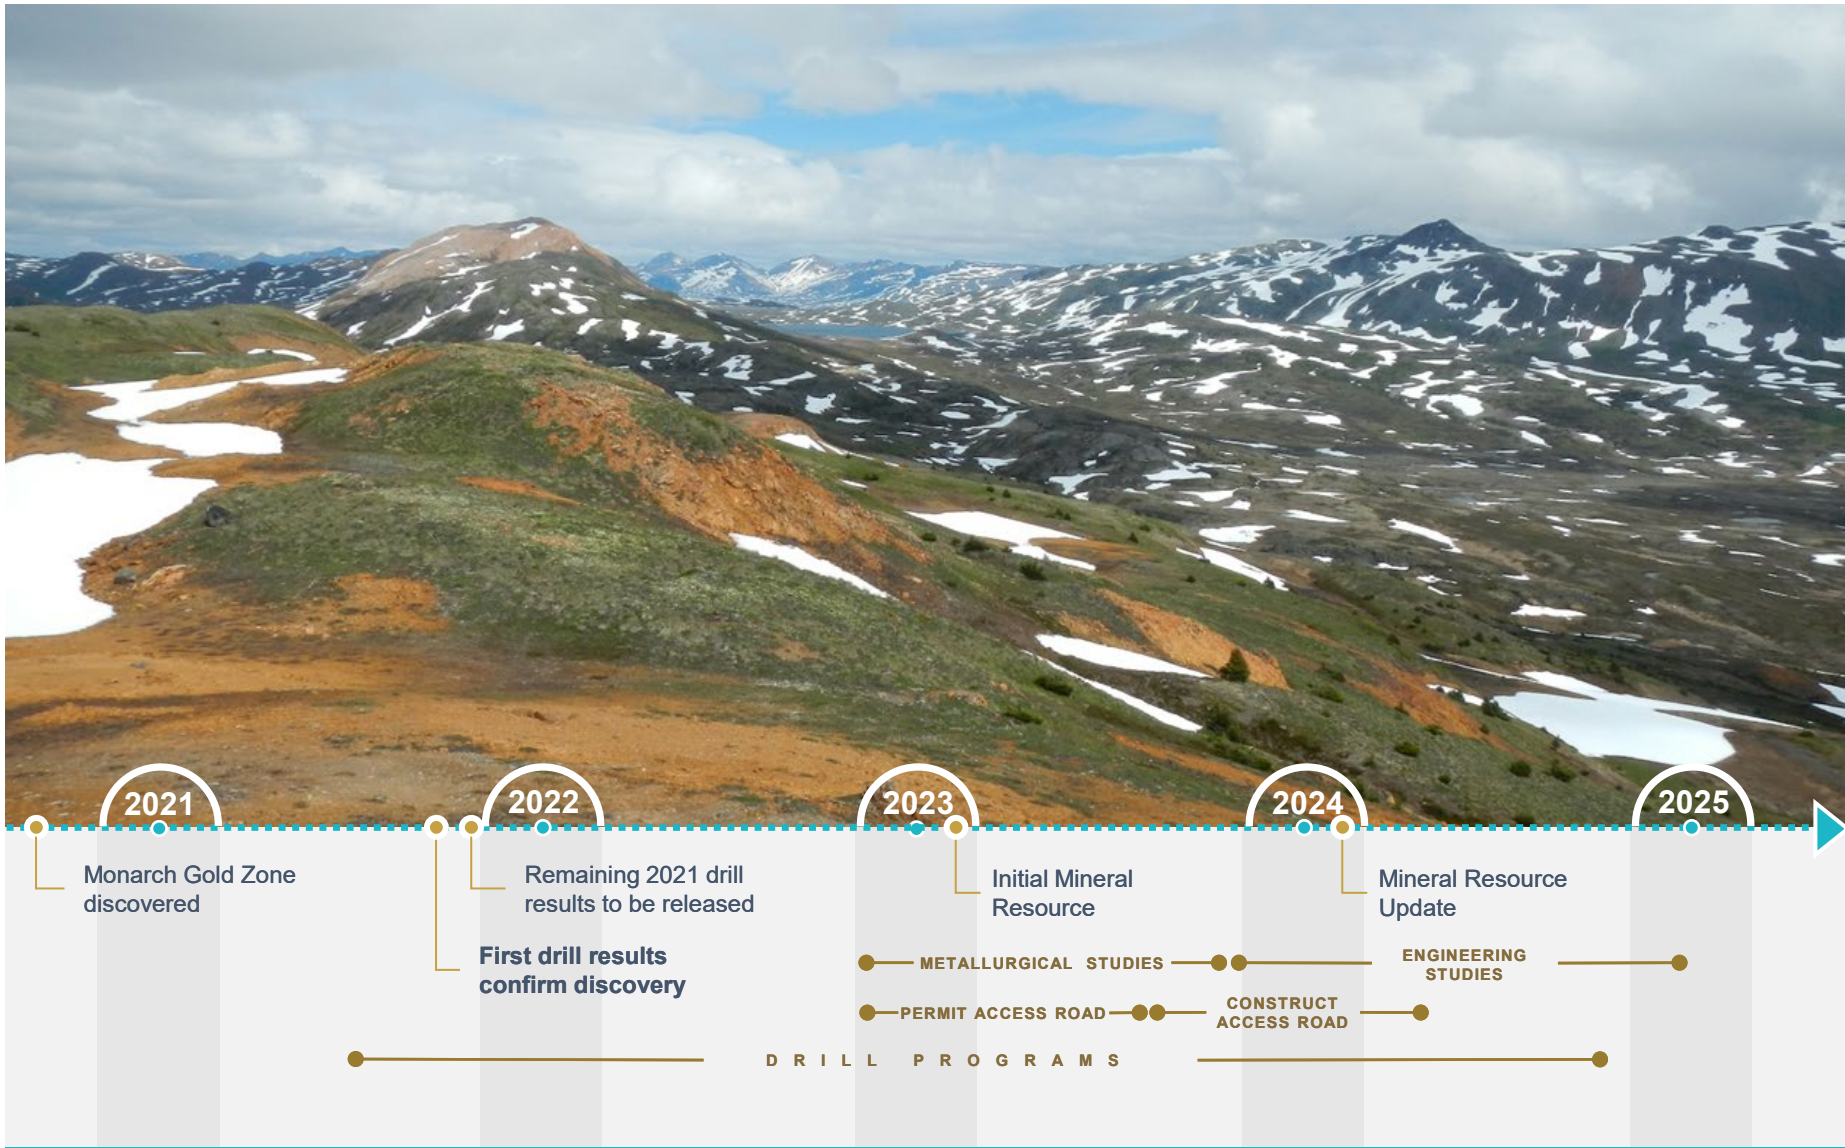 2021
2022
2023
2024
2025
Monarch Gold Zone
discovered
Remaining 2021 drill
results to be released
Initial Mineral
Resource
Mineral Resource
Update
First drill results
confirm discovery
METALLURGICAL STUDIES
ENGINEERING
STUDIES
PERMIT ACCESS ROAD
CONSTRUCT
ACCESS ROAD
DRILL PROGRAMS